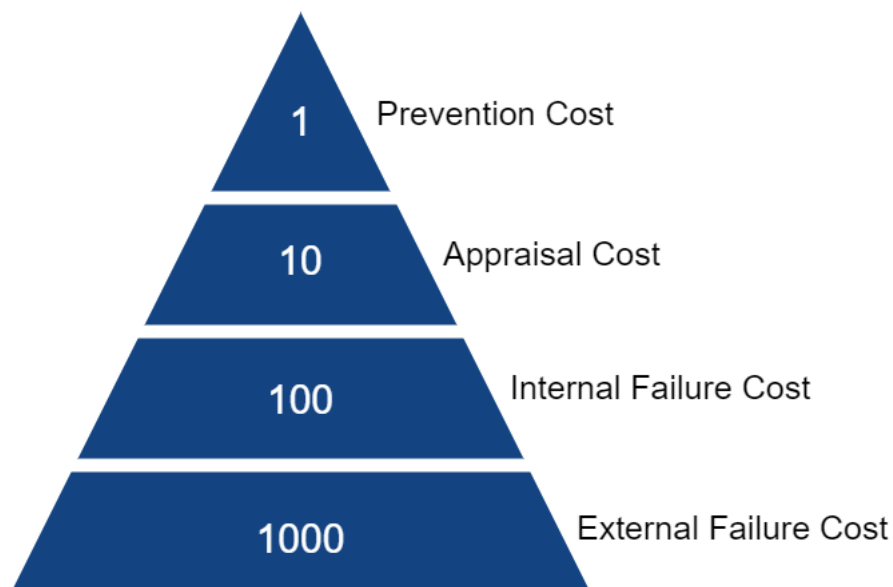 1 Prevention Cost
10 Appraisal Cost
100 Internal Failure Cost
1000 External Failure Cost